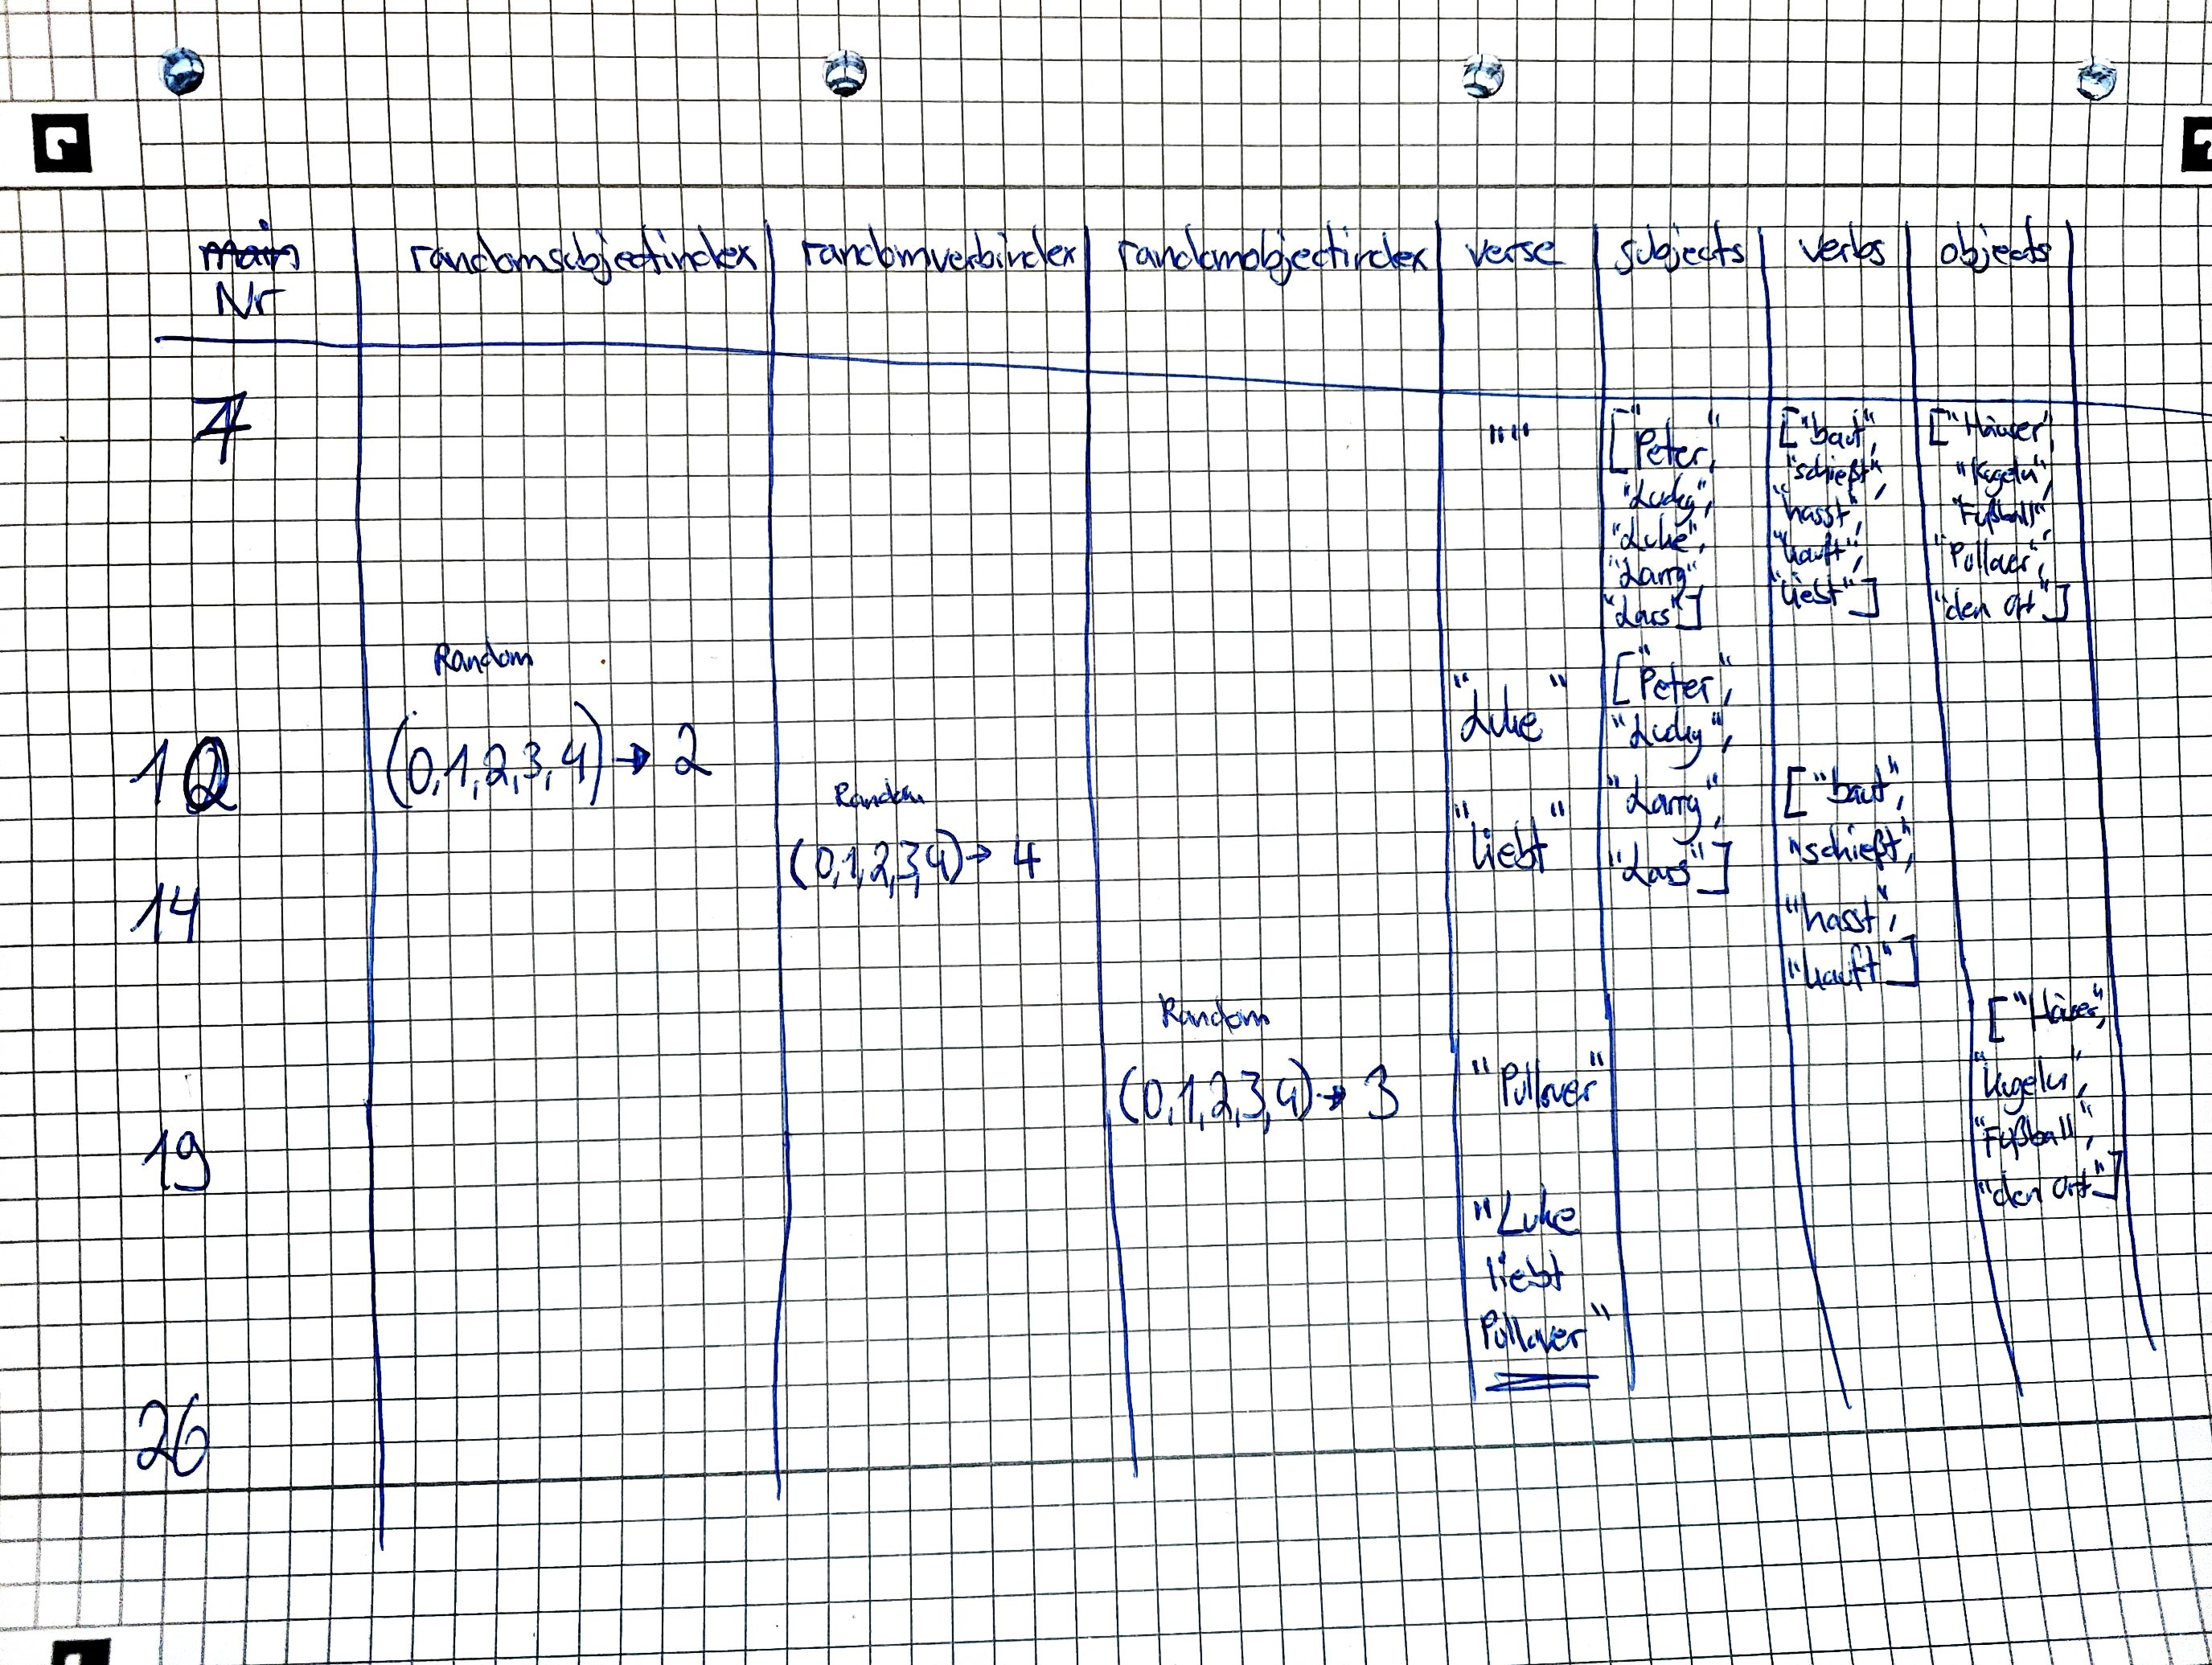 main randomsubjectindex randomverbindex randomobjectindex verse subjects verbs objects
Nr
7 "" ["Peter", ["baut", ["Häuser",
"Lucky", "schießt", "Kugeln",
"Luke", "hasst", "Fußball",
"Larry", "kauft", "Pullover",
"Lars"] "liebt"] "den Ort"]
Random
10 (0,1,2,3,4) → 2 "Luke" ["Peter",
"Lucky",
Random
14 (0,1,2,3,4) → 4 "liebt" "Larry", ["baut",
"Lars"] "schießt",
"hasst",
"kauft"]
Random
19 (0,1,2,3,4) → 3 "Pullover" ["Häuser",
"Kugeln",
"Fußball",
"den Ort"]
26 "Luke
liebt
Pullover"